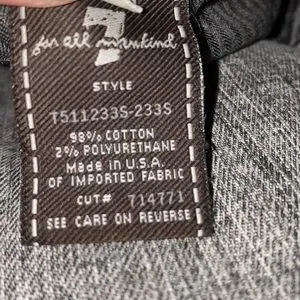 7
for all mankind
STYLE
T511233S-233S
98% COTTON
2% POLYURETHANE
Made in U.S.A.
OF IMPORTED FABRIC
CUT# 714771
SEE CARE ON REVERSE